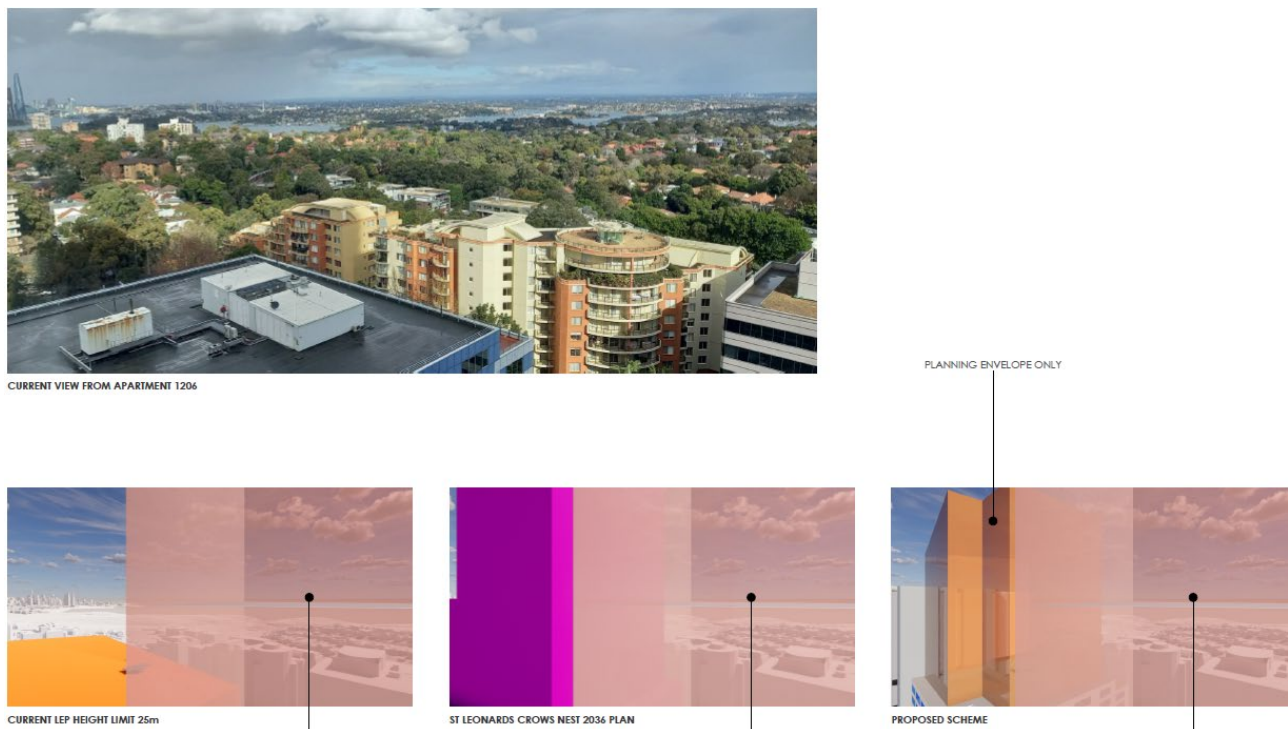 CURRENT VIEW FROM APARTMENT 1206
PLANNING ENVELOPE ONLY
CURRENT LEP HEIGHT LIMIT 25m
ST LEONARDS CROWS NEST 2036 PLAN
PROPOSED SCHEME